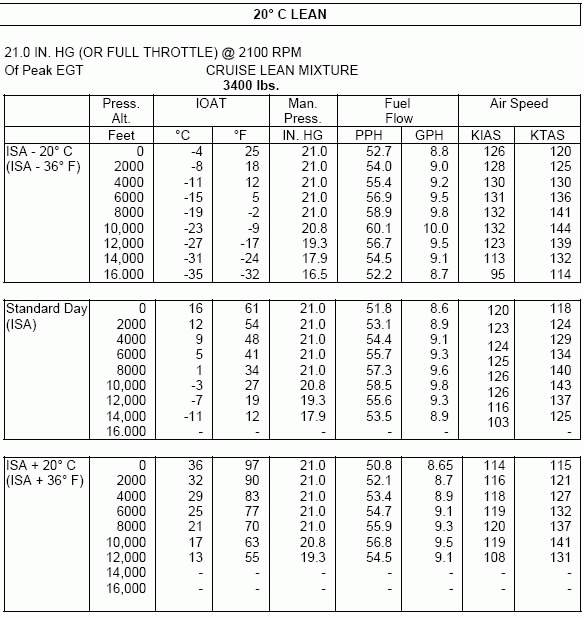 20° C LEAN
21.0 IN. HG (OR FULL THROTTLE) @ 2100 RPM
Of Peak EGT CRUISE LEAN MIXTURE
3400 lbs.
Press. IOAT Man. Fuel Air Speed
Alt. Press. Flow
Feet °C °F IN. HG PPH GPH KIAS KTAS
ISA - 20° C 0 -4 25 21.0 52.7 8.8 126 120
(ISA - 36° F) 2000 -8 18 21.0 54.0 9.0 128 125
4000 -11 12 21.0 55.4 9.2 130 130
6000 -15 5 21.0 56.9 9.5 131 136
8000 -19 -2 21.0 58.9 9.8 132 141
10,000 -23 -9 20.8 60.1 10.0 132 144
12,000 -27 -17 19.3 56.7 9.5 123 139
14,000 -31 -24 17.9 54.5 9.1 113 132
16.000 -35 -32 16.5 52.2 8.7 95 114
Standard Day 0 16 61 21.0 51.8 8.6 120 118
(ISA) 2000 12 54 21.0 53.1 8.9 123 124
4000 9 48 21.0 54.4 9.1 124 129
6000 5 41 21.0 55.7 9.3 125 134
8000 1 34 21.0 57.3 9.6 126 140
10,000 -3 27 20.8 58.5 9.8 126 143
12,000 -7 19 19.3 55.6 9.3 116 137
14,000 -11 12 17.9 53.5 8.9 103 125
16.000 - - - - - - -
ISA + 20° C 0 36 97 21.0 50.8 8.65 114 115
(ISA + 36° F) 2000 32 90 21.0 52.1 8.7 116 121
4000 29 83 21.0 53.4 8.9 118 127
6000 25 77 21.0 54.7 9.1 119 132
8000 21 70 21.0 55.9 9.3 120 137
10,000 17 63 20.8 56.8 9.5 119 141
12,000 13 55 19.3 54.5 9.1 108 131
14,000 - - - - - - -
16,000 - - - - - - -